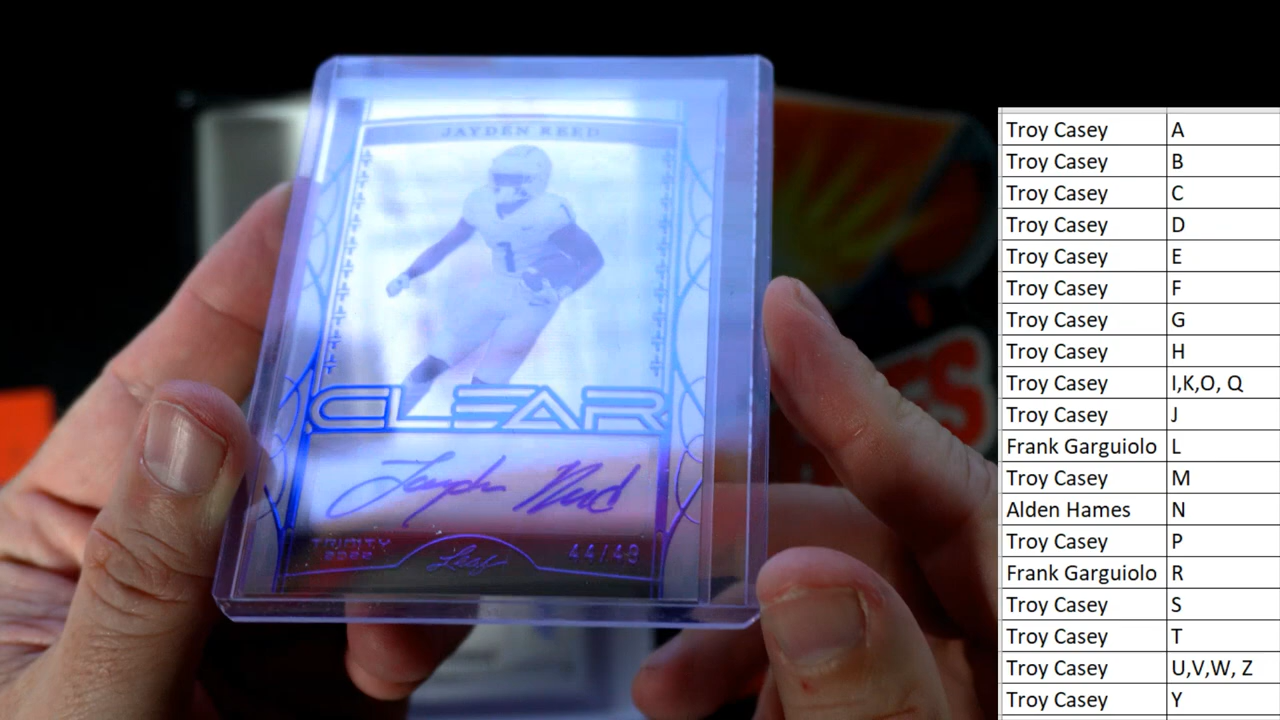 JAYDEN REED
CLEAR
Jayden Reed
TRINITY
Leaf
44/49
Troy Casey A
Troy Casey B
Troy Casey C
Troy Casey D
Troy Casey E
Troy Casey F
Troy Casey G
Troy Casey H
Troy Casey I,K,O, Q
Troy Casey J
Frank Garguiolo L
Troy Casey M
Alden Hames N
Troy Casey P
Frank Garguiolo R
Troy Casey S
Troy Casey T
Troy Casey U,V,W, Z
Troy Casey Y